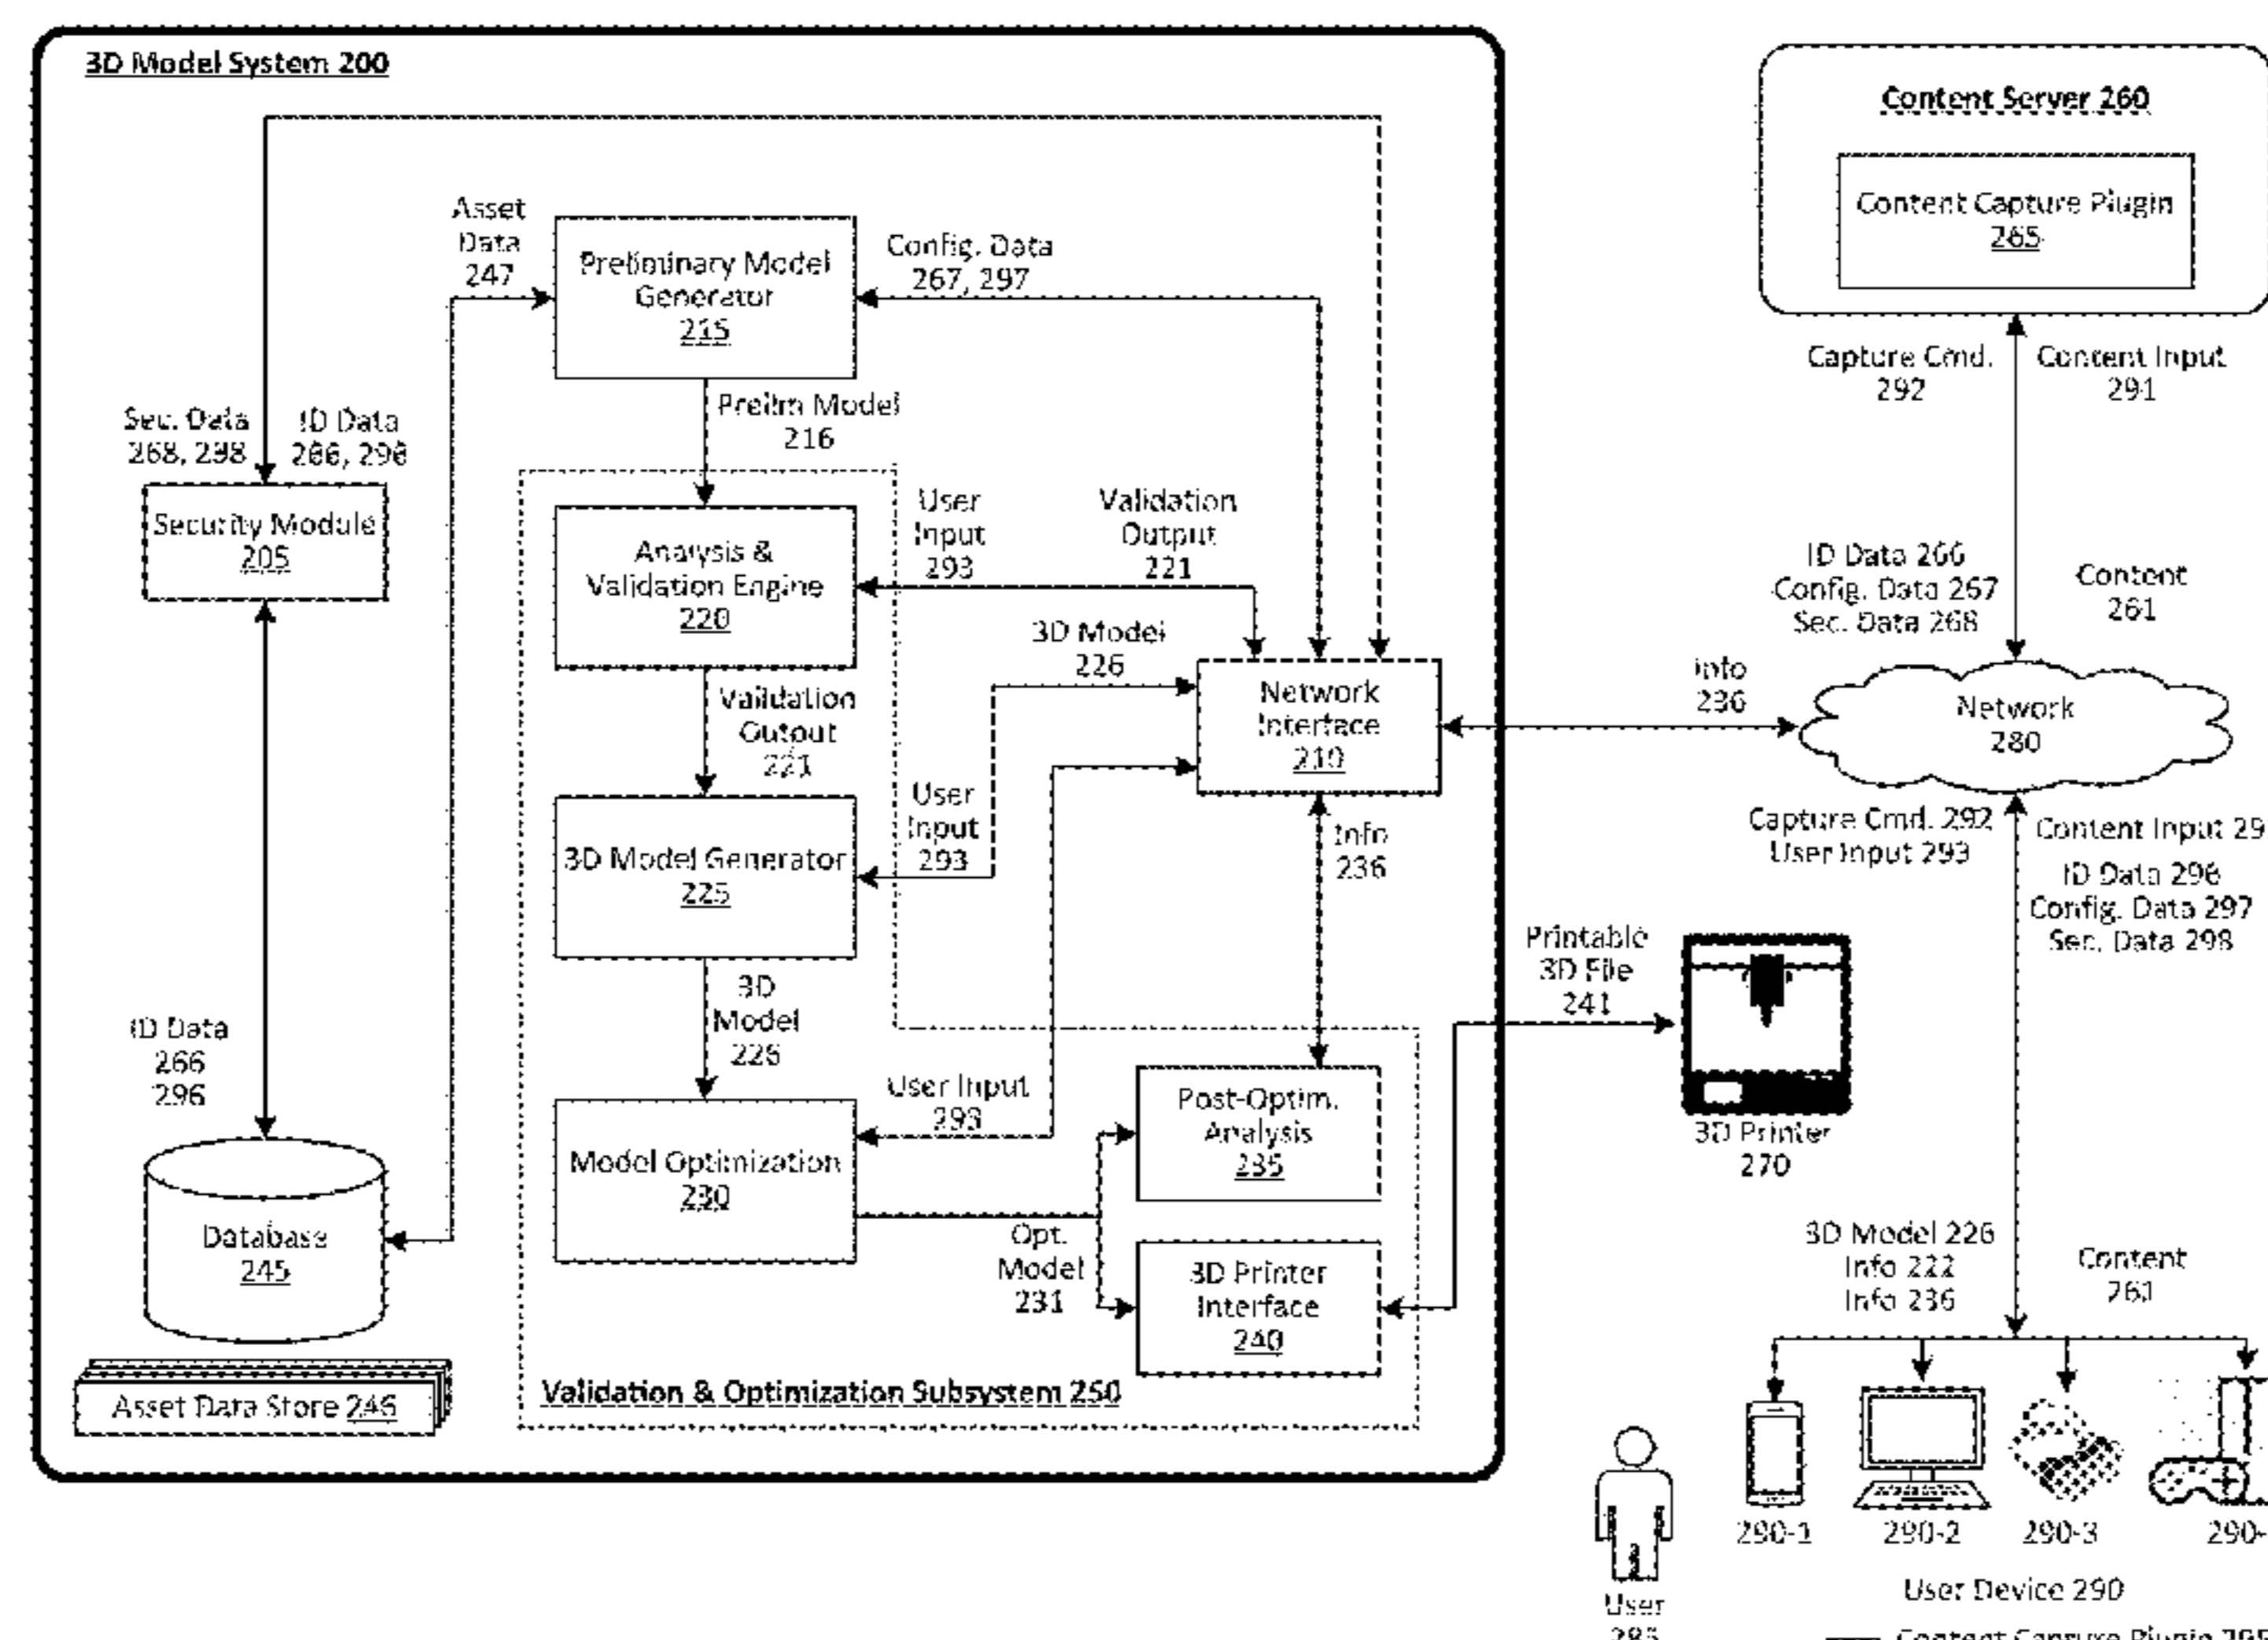 3D Model System 200
Content Server 260
Content Capture Plugin
265
Asset
Data
247
Preliminary Model
Generator
215
Config. Data
267, 297
Capture Cmd.
292
Content Input
291
Prelim Model
216
Sec. Data
268, 298
ID Data
266, 296
Security Module
205
User
Input
293
Validation
Output
221
Analysis &
Validation Engine
220
ID Data 266
Config. Data 267
Sec. Data 268
Content
261
3D Model
226
Info
236
Network
Interface
210
Network
280
Validation
Output
221
User
Input
293
Info
236
Capture Cmd. 292
User Input 293
Content Input 29
ID Data 296
Config. Data 297
Sec. Data 298
3D Model Generator
225
Printable
3D File
241
3D
Model
226
ID Data
266
296
User Input
293
Post-Optim.
Analysis
235
3D Printer
270
Model Optimization
230
Database
245
Opt.
Model
231
3D Printer
Interface
240
3D Model 226
Info 222
Info 236
Content
261
Validation & Optimization Subsystem 250
Asset Data Store 246
290-1
290-2
290-3
290-
User Device 290
User
Content Capture Plugin